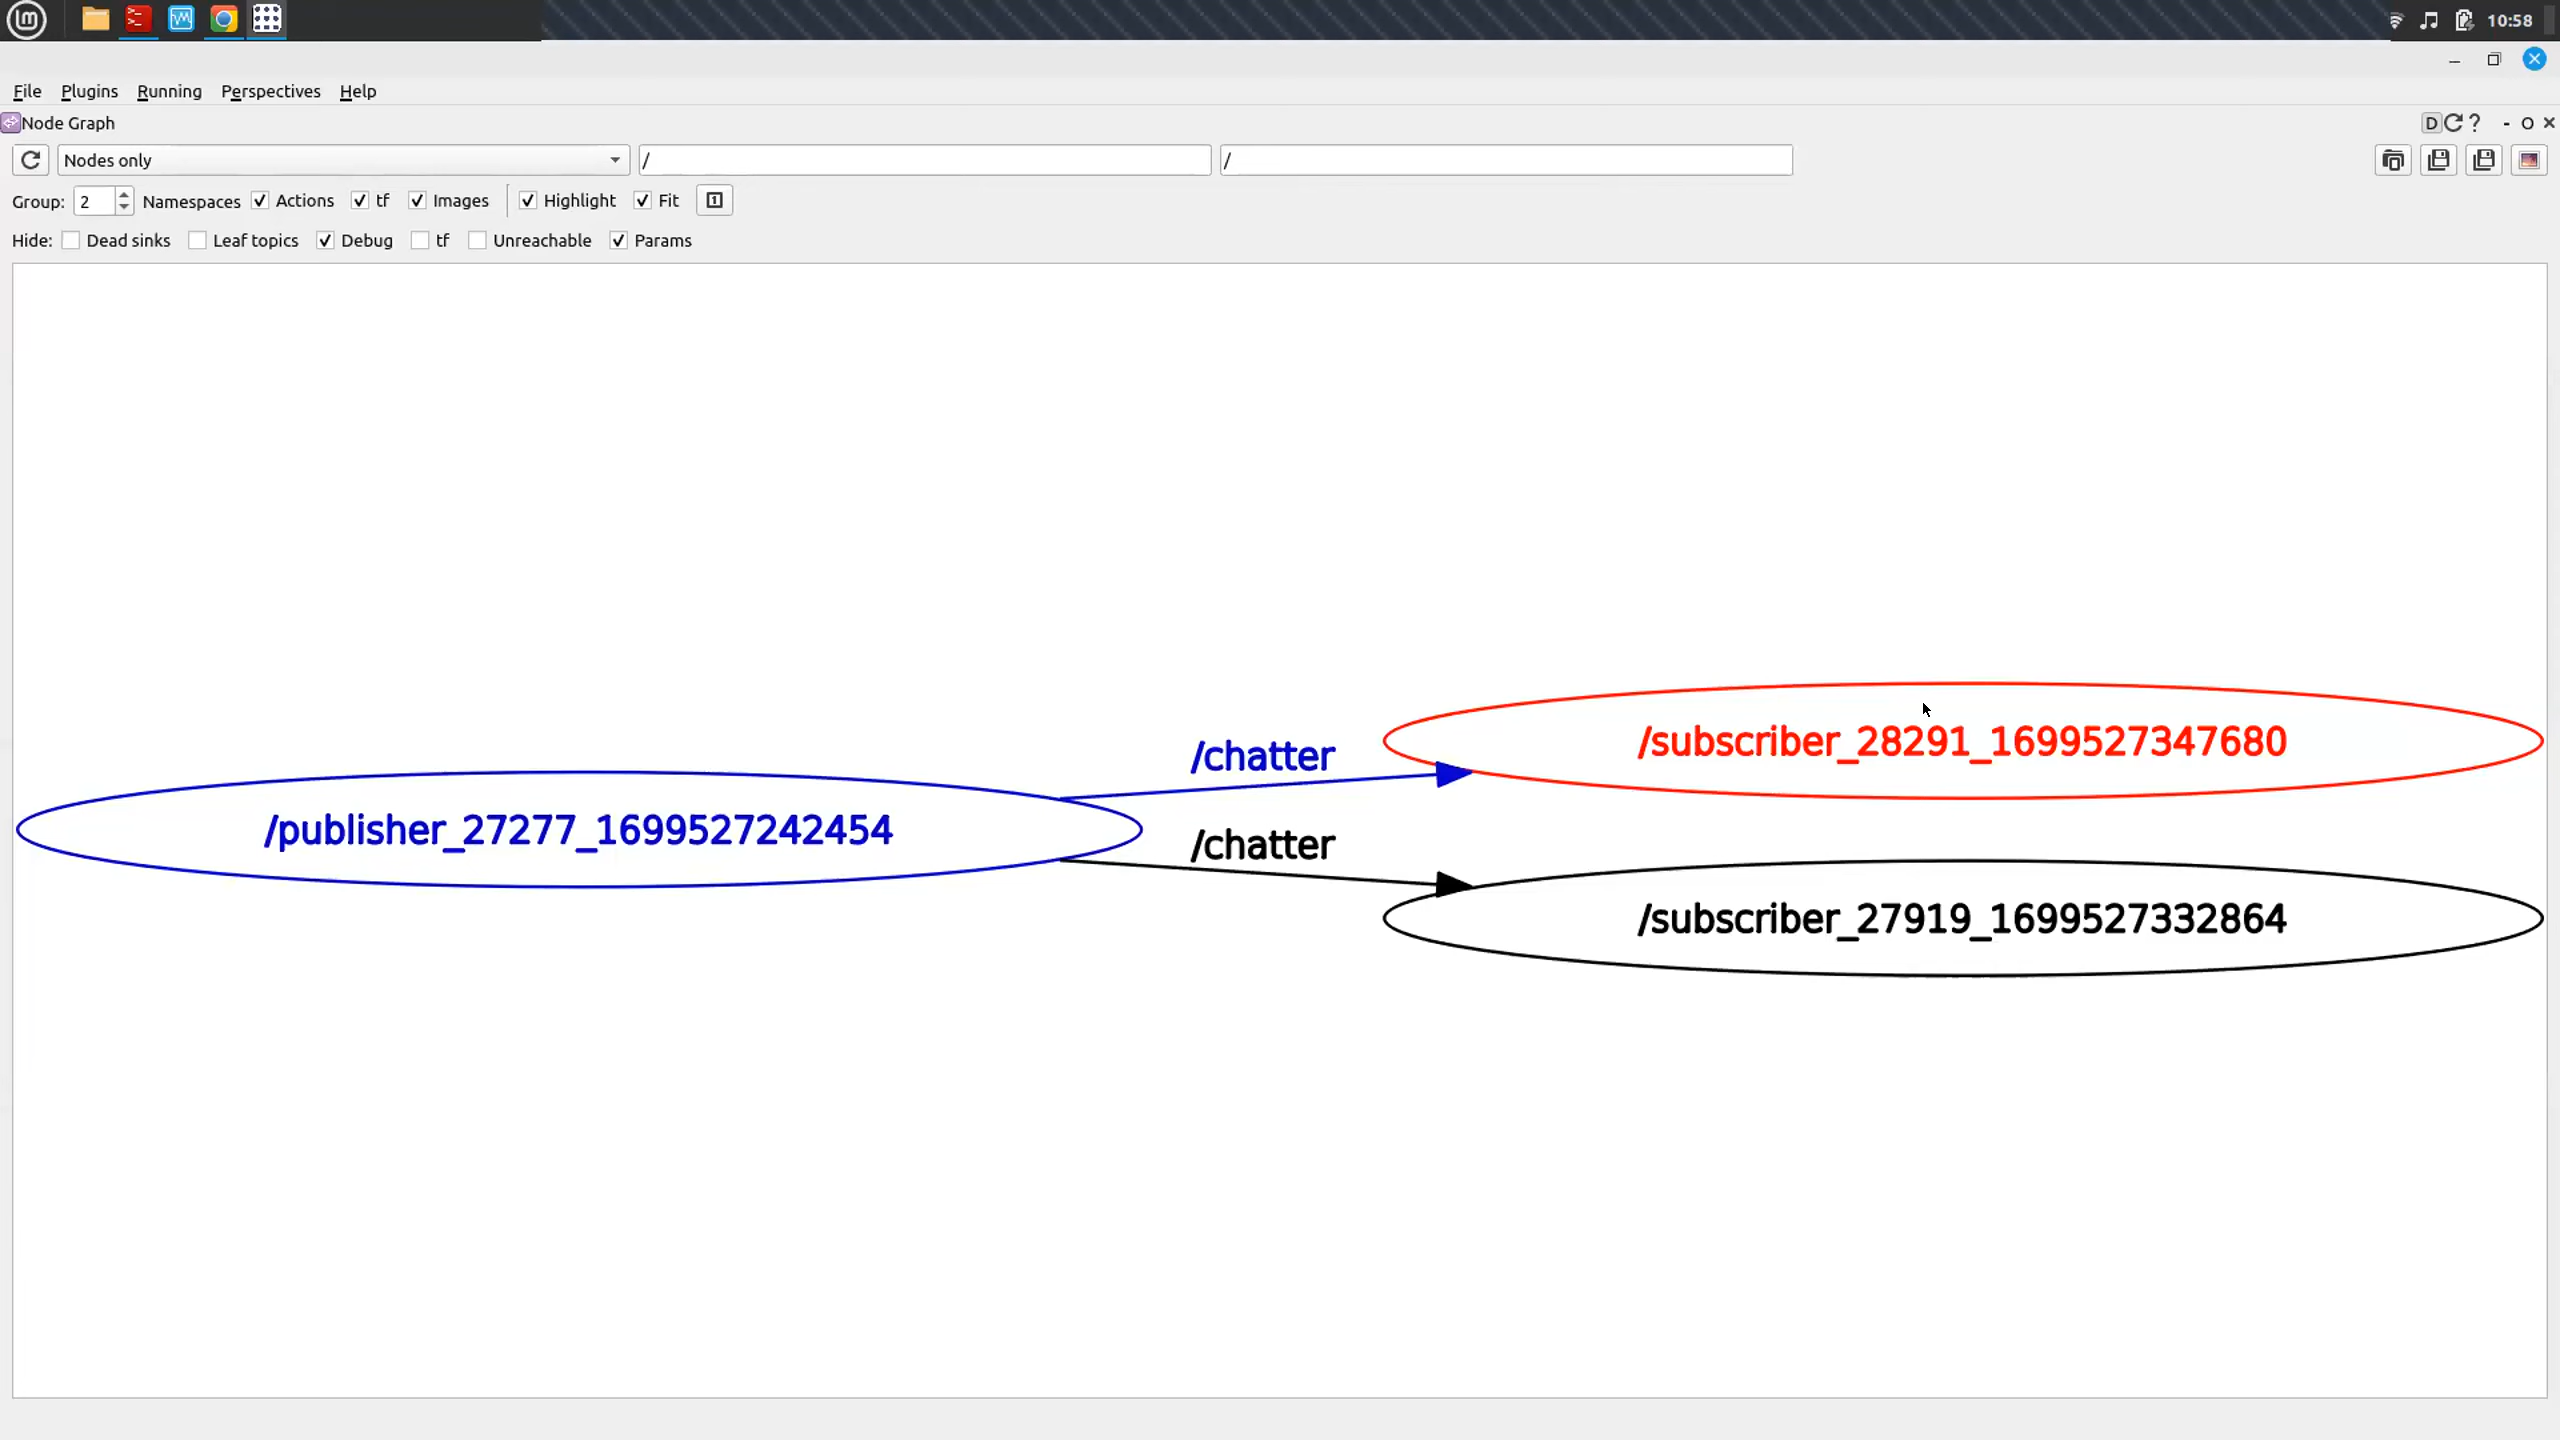 10:58
File Plugins Running Perspectives Help
Node Graph D ? - O ×
Nodes only / /
Group: 2 Namespaces Actions tf Images Highlight Fit 1
Hide: Dead sinks Leaf topics Debug tf Unreachable Params
/subscriber_28291_1699527347680
/chatter
/publisher_27277_1699527242454
/chatter
/subscriber_27919_1699527332864